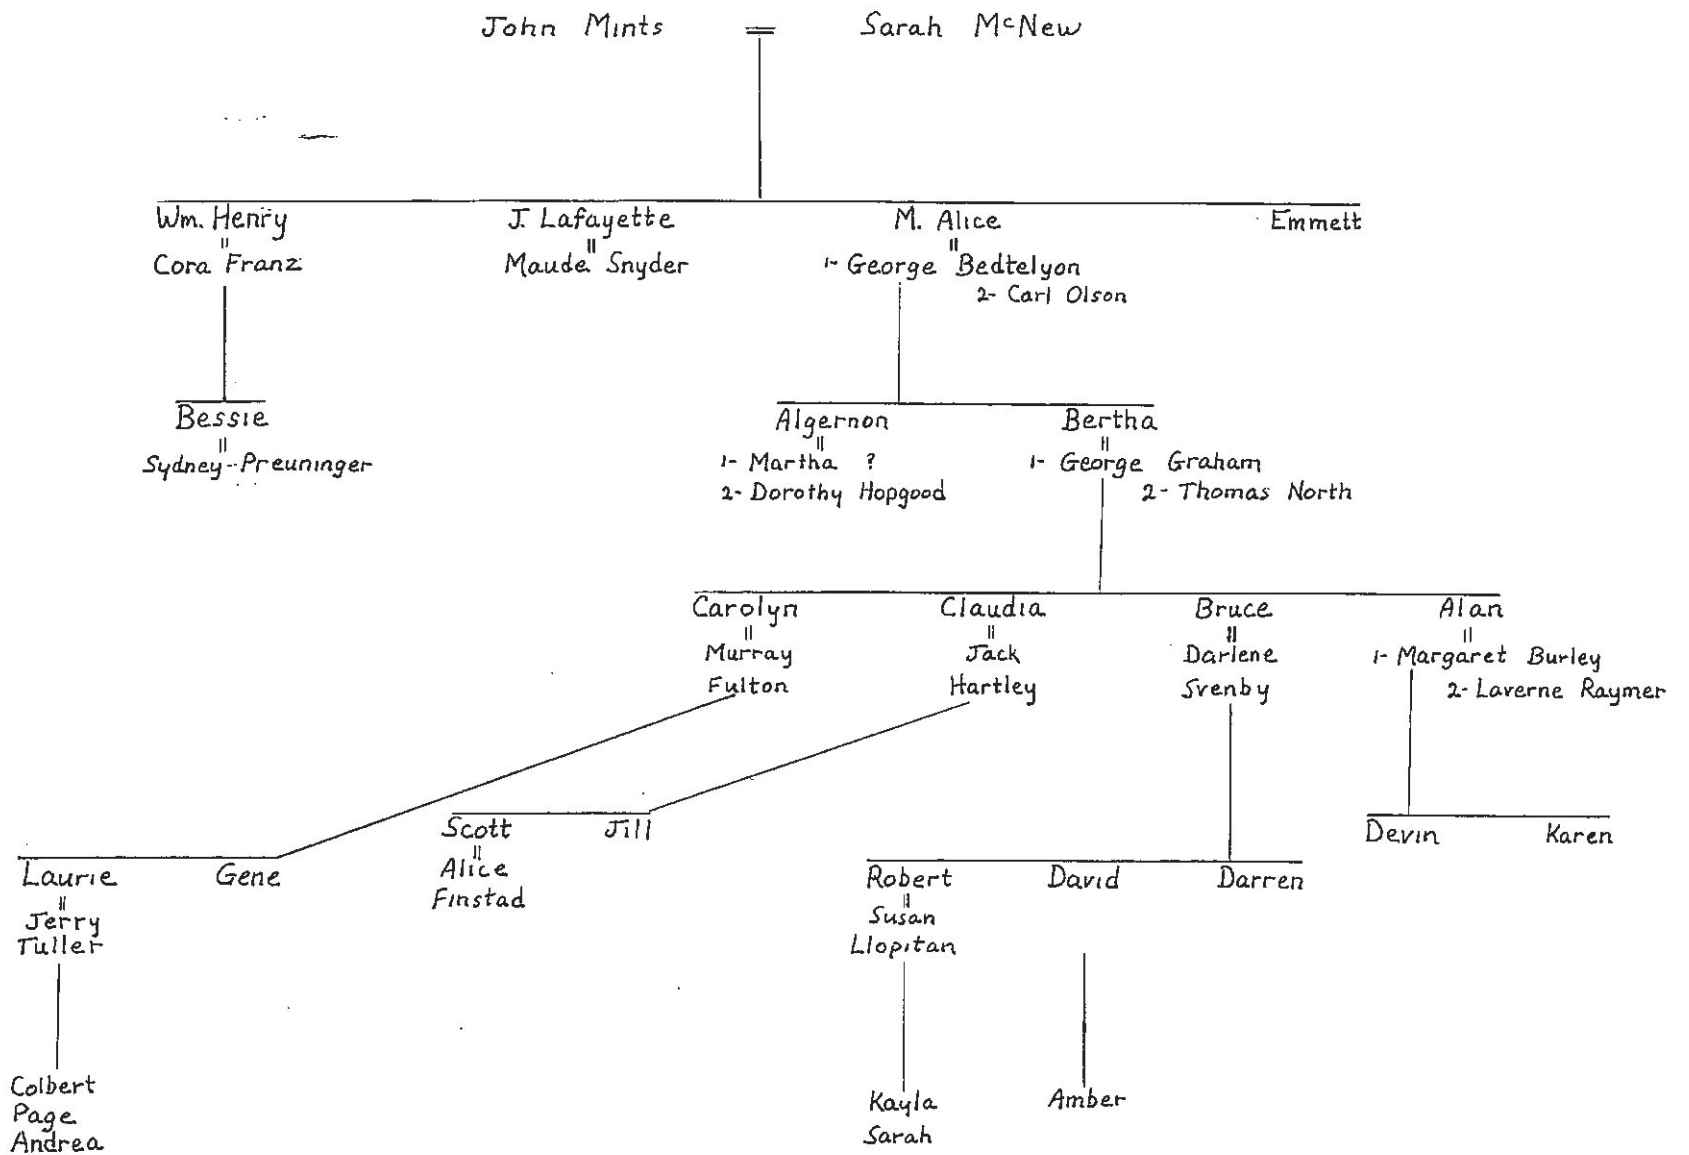 John Mints = Sarah McNew
Wm. Henry J. Lafayette M. Alice Emmett
Cora Franz Maude Snyder 1- George Bedtelyon
2- Carl Olson
Bessie Algernon Bertha
Sydney Preuninger 1- Martha ? 1- George Graham
2- Dorothy Hopgood 2- Thomas North
Carolyn Claudia Bruce Alan
Murray Jack Darlene 1- Margaret Burley
Fulton Hartley Svenby 2- Laverne Raymer
Scott Jill Devin Karen
Alice
Finstad
Laurie Gene Robert David Darren
Jerry Susan
Tuller Llopitan
Colbert Kayla Amber
Page Sarah
Andrea